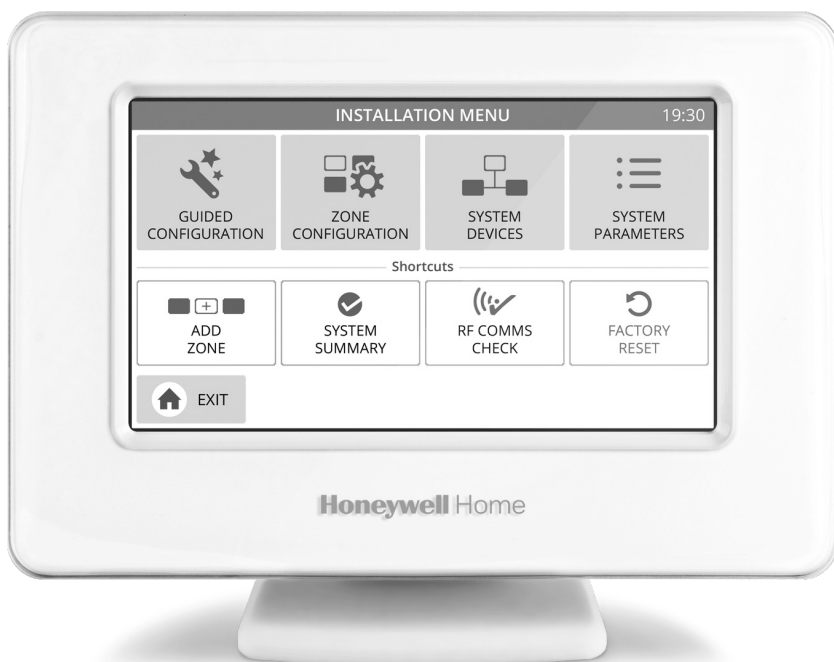 INSTALLATION MENU 19:30
GUIDED
CONFIGURATION
ZONE
CONFIGURATION
SYSTEM
DEVICES
SYSTEM
PARAMETERS
Shortcuts
ADD
ZONE
SYSTEM
SUMMARY
RF COMMS
CHECK
FACTORY
RESET
EXIT
Honeywell Home